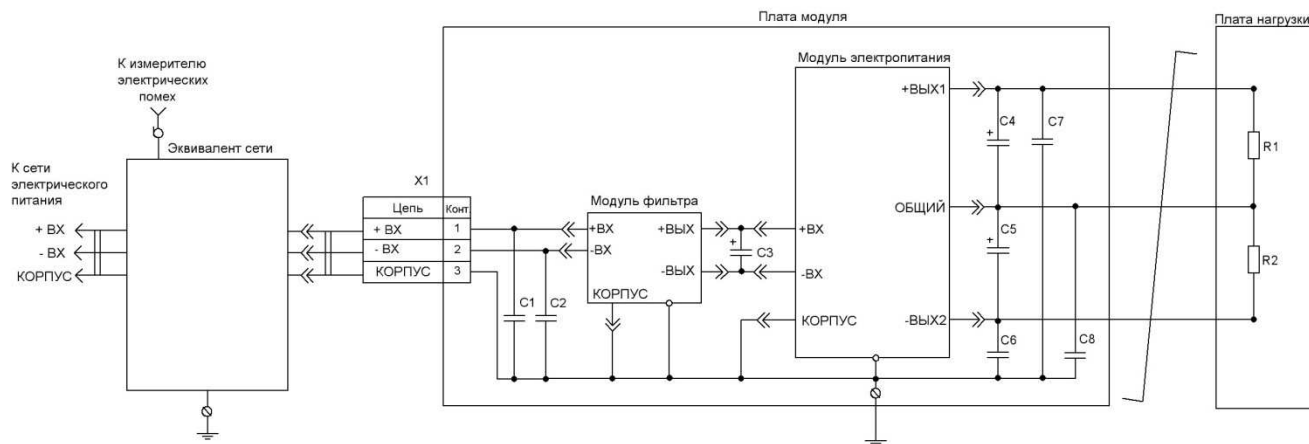 Плата модуля
Плата нагрузки
К измерителю
электрических
помех
Модуль электропитания
+ВЫХ1
C4
+
C7
R1
Эквивалент сети
К сети
электрического
питания
X1
Цепь Конт.
Модуль фильтра
ОБЩИЙ
+ ВХ
+ ВХ 1
+ВХ
+ВЫХ
+
+ВХ
C5
+
- ВХ
- ВХ 2
-ВХ
C3
R2
КОРПУС
КОРПУС 3
-ВЫХ
-ВХ
КОРПУС
C1
C2
КОРПУС
-ВЫХ2
C6
C8